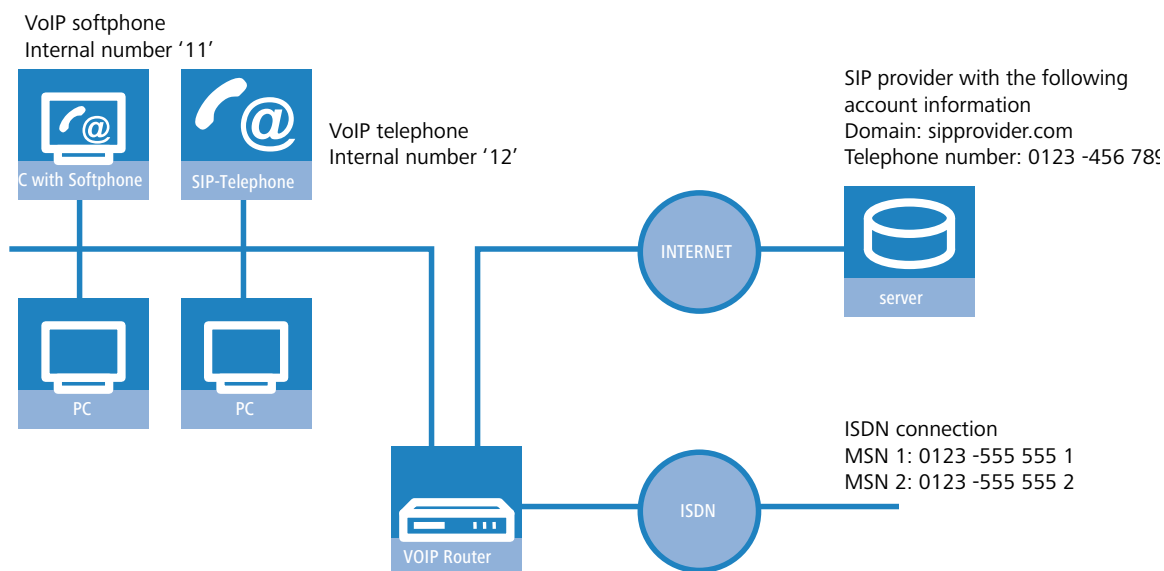 VoIP softphone
Internal number ‘11’
C with Softphone
SIP-Telephone
VoIP telephone
Internal number ‘12’
SIP provider with the following
account information
Domain: sipprovider.com
Telephone number: 0123 -456 789
INTERNET
server
PC
PC
ISDN connection
MSN 1: 0123 -555 555 1
MSN 2: 0123 -555 555 2
ISDN
VOIP Router